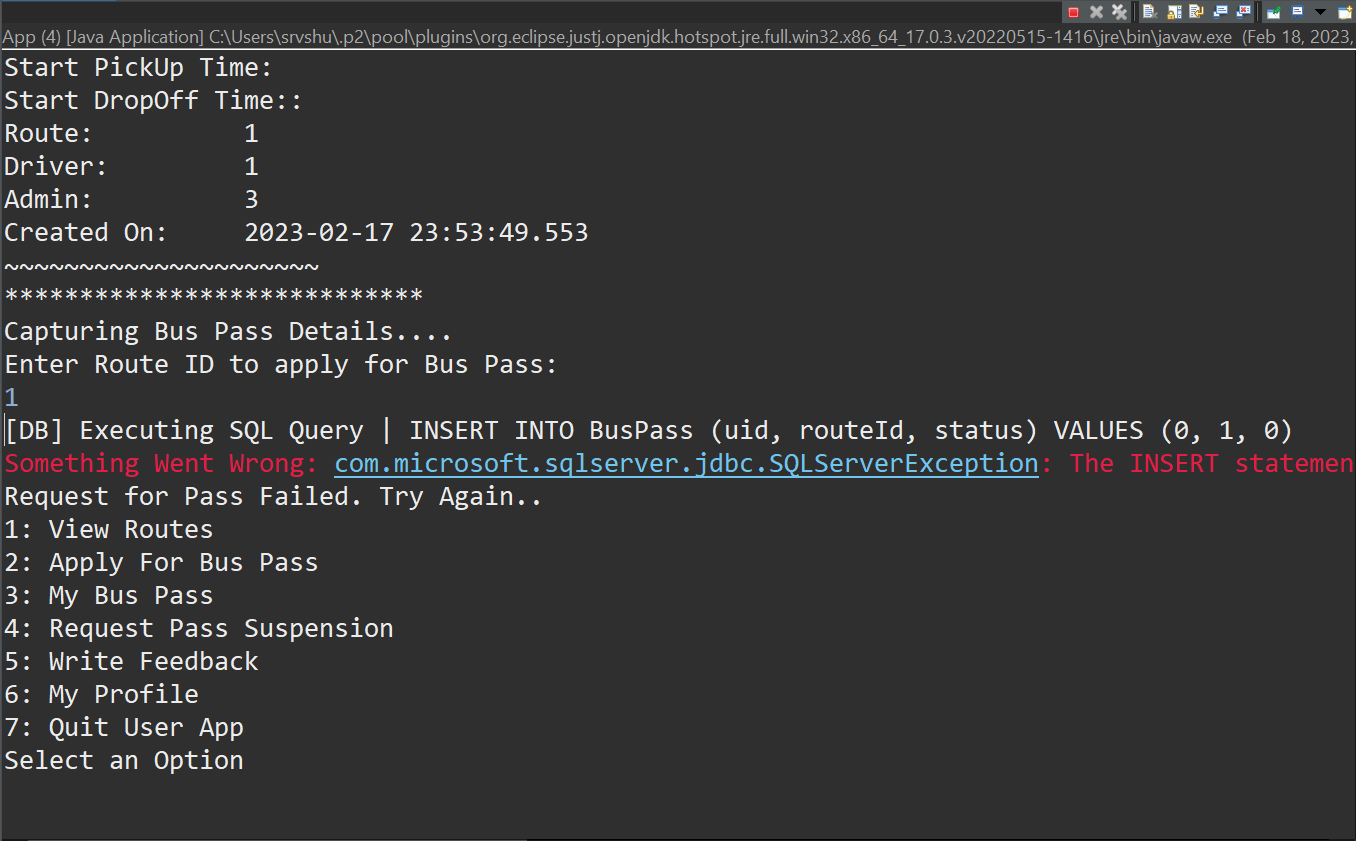 App (4) [Java Application] C:\Users\srvshu\.p2\pool\plugins\org.eclipse.justj.openjdk.hotspot.jre.full.win32.x86_64_17.0.3.v20220515-1416\jre\bin\javaw.exe (Feb 18, 2023,
Start PickUp Time:
Start DropOff Time::
Route: 1
Driver: 1
Admin: 3
Created On: 2023-02-17 23:53:49.553
~~~~~~~~~~~~~~~~~~~~~
****************************
Capturing Bus Pass Details....
Enter Route ID to apply for Bus Pass:
1
[DB] Executing SQL Query | INSERT INTO BusPass (uid, routeId, status) VALUES (0, 1, 0)
Something Went Wrong: com.microsoft.sqlserver.jdbc.SQLServerException: The INSERT statemen
Request for Pass Failed. Try Again..
1: View Routes
2: Apply For Bus Pass
3: My Bus Pass
4: Request Pass Suspension
5: Write Feedback
6: My Profile
7: Quit User App
Select an Option